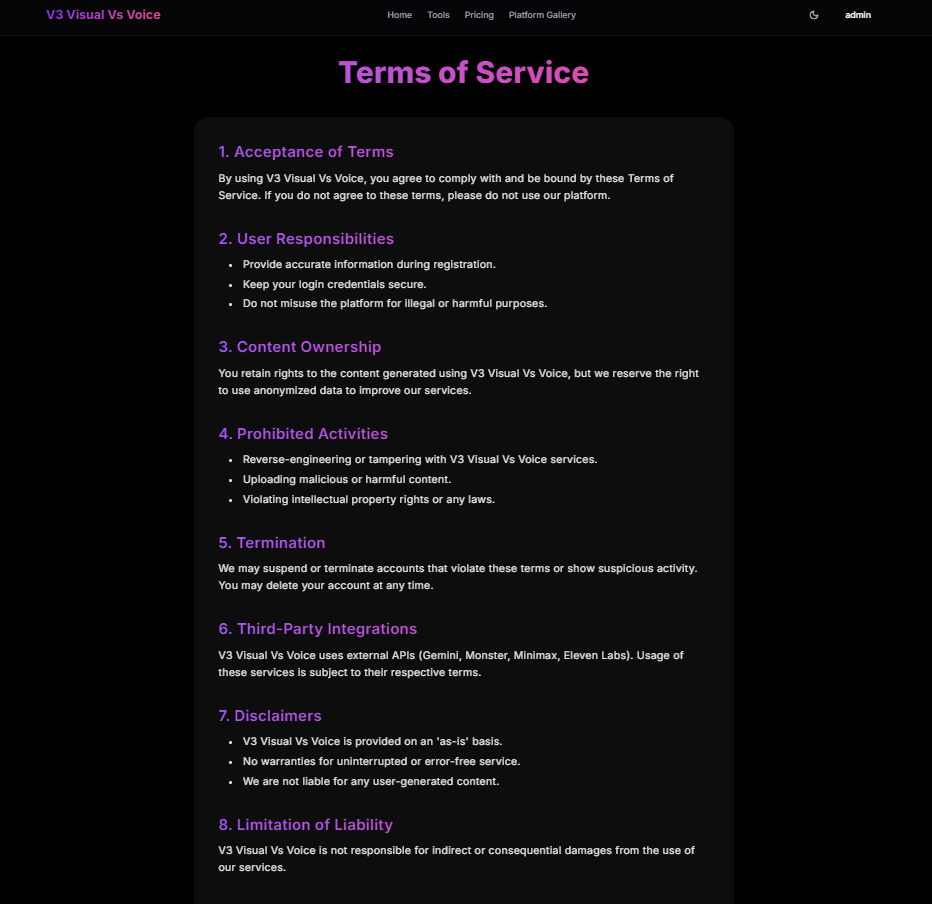 V3 Visual Vs Voice
Home
Tools
Pricing
Platform Gallery
admin
Terms of Service
1. Acceptance of Terms
By using V3 Visual Vs Voice, you agree to comply with and be bound by these Terms of
Service. If you do not agree to these terms, please do not use our platform.
2. User Responsibilities
• Provide accurate information during registration.
• Keep your login credentials secure.
• Do not misuse the platform for illegal or harmful purposes.
3. Content Ownership
You retain rights to the content generated using V3 Visual Vs Voice, but we reserve the right
to use anonymized data to improve our services.
4. Prohibited Activities
• Reverse-engineering or tampering with V3 Visual Vs Voice services.
• Uploading malicious or harmful content.
• Violating intellectual property rights or any laws.
5. Termination
We may suspend or terminate accounts that violate these terms or show suspicious activity.
You may delete your account at any time.
6. Third-Party Integrations
V3 Visual Vs Voice uses external APIs (Gemini, Monster, Minimax, Eleven Labs). Usage of
these services is subject to their respective terms.
7. Disclaimers
• V3 Visual Vs Voice is provided on an 'as-is' basis.
• No warranties for uninterrupted or error-free service.
• We are not liable for any user-generated content.
8. Limitation of Liability
V3 Visual Vs Voice is not responsible for indirect or consequential damages from the use of
our services.